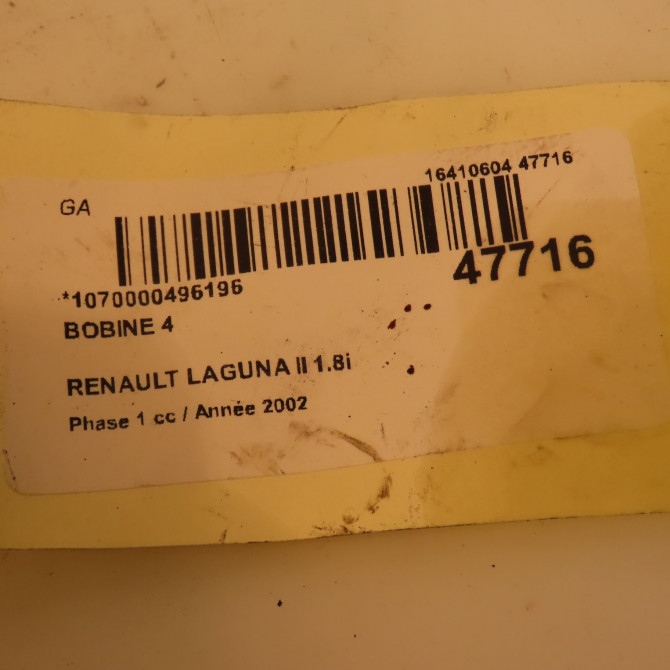 16410604 47716
GA
47716
*1070000496196
BOBINE 4
RENAULT LAGUNA II 1.8i
Phase 1 cc / Année 2002